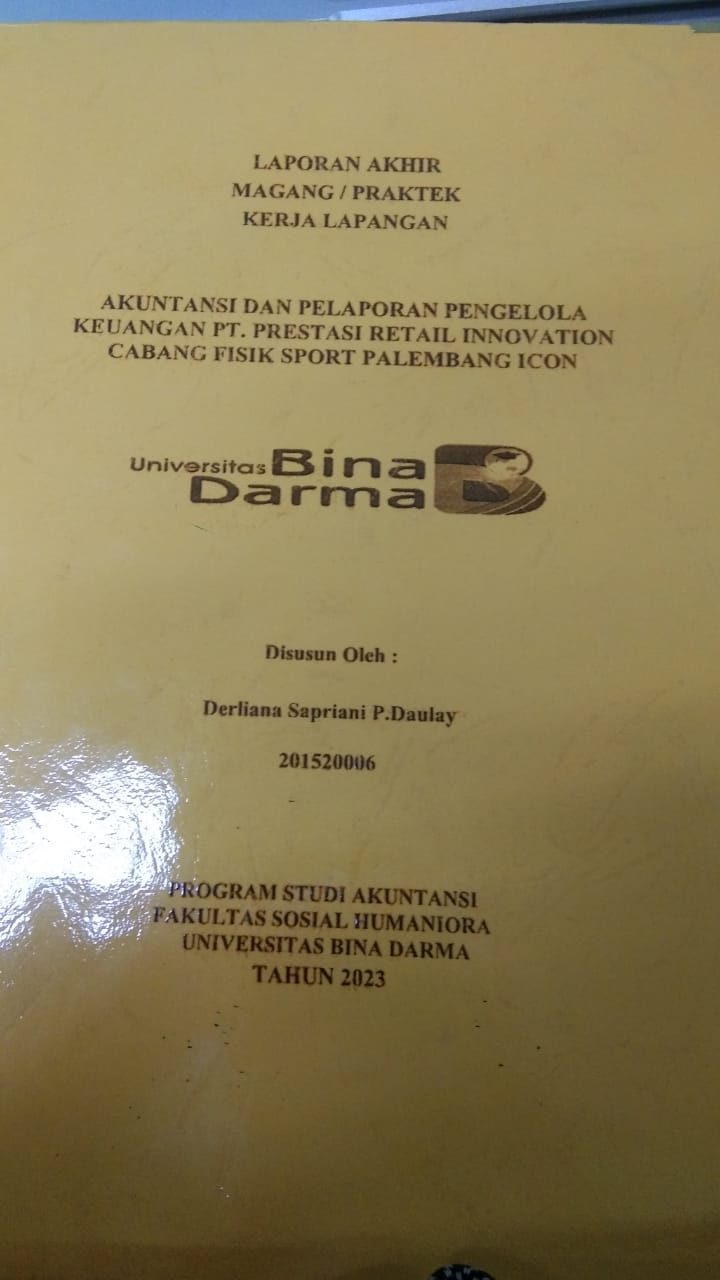 LAPORAN AKHIR
MAGANG / PRAKTEK
KERJA LAPANGAN
AKUNTANSI DAN PELAPORAN PENGELOLA
KEUANGAN PT. PRESTASI RETAIL INNOVATION
CABANG FISIK SPORT PALEMBANG ICON
Universitas Bina
Darma
Disusun Oleh :
Derliana Sapriani P.Daulay
201520006
PROGRAM STUDI AKUNTANSI
FAKULTAS SOSIAL HUMANIORA
UNIVERSITAS BINA DARMA
TAHUN 2023